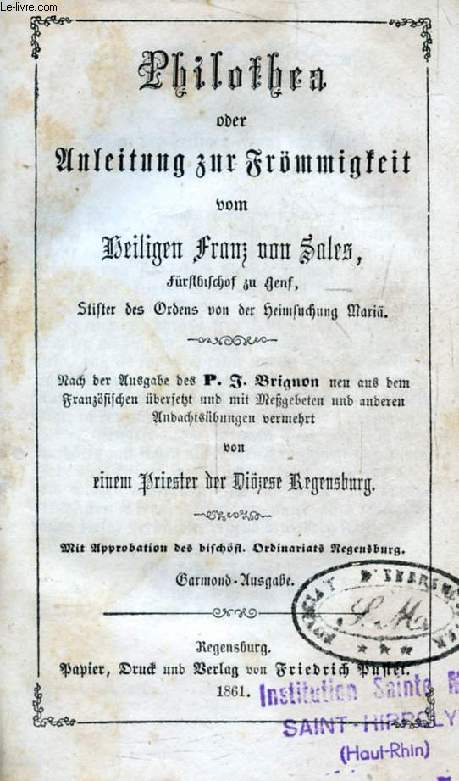 Le-livre.com
Philothea
oder
Anleitung zur Frömmigkeit
vom
Heiligen Franz von Sales,
Fürstbischof zu Genf,
Stifter des Ordens von der Heimsuchung Mariä.
Nach der Ausgabe des P. J. Brignon neu aus dem
Französischen übersetzt und mit Meßgebeten und anderen
Andachtsübungen vermehrt
von
einem Priester der Diözese Regensburg.
Mit Approbation des bischöfl. Ordinariats Regensburg.
Garmond-Ausgabe.
Regensburg.
Papier, Druck und Verlag von Friedrich Pustet.
1861.
Institution Sainte
SAINT-HIPPOLY
(Haut-Rhin)